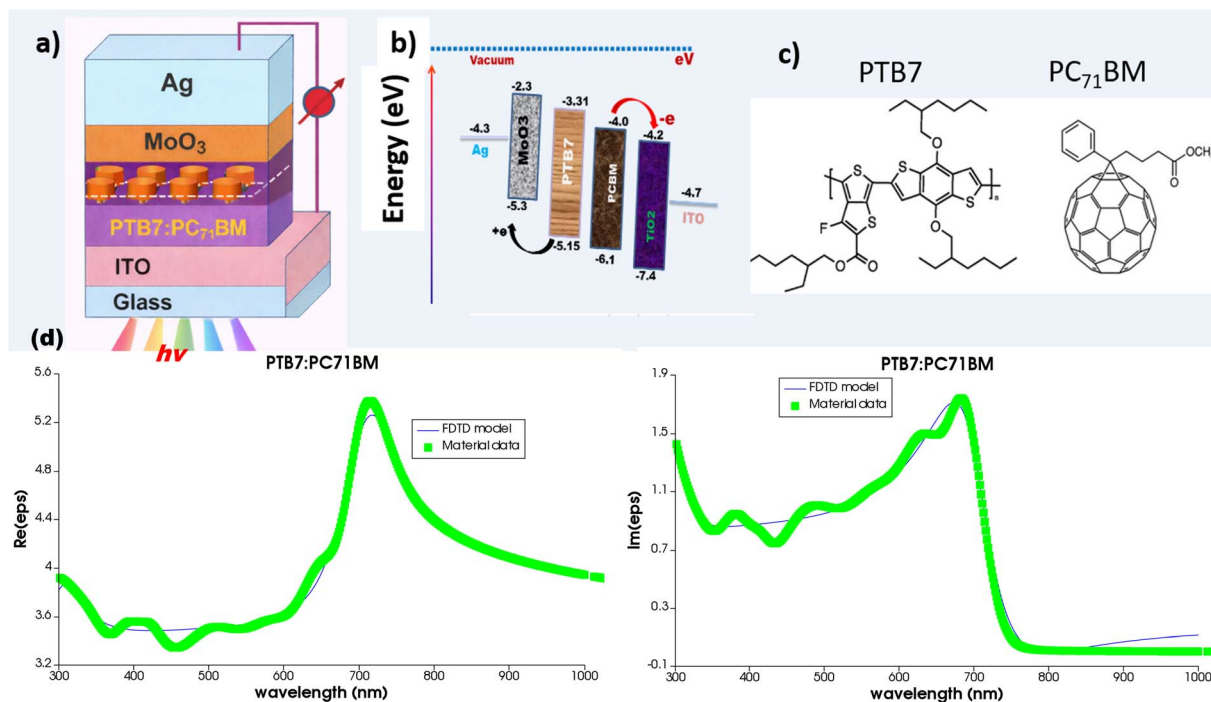 a)
Ag
MoO3
PTB7:PC71BM
ITO
Glass
hv
b)
Energy (eV)
Vacuum
eV
-2.3
-3.31
-4.0
-e
-4.2
-4.3
Ag
MoO3
PTB7
PCBM
TiO2
-4.7
ITO
-5.3
+e
-5.15
-6.1
-7.4
c)
PTB7
PC71BM
S
S
S
O
O
S
S
F
O
O
n
O
OCH
(d)
PTB7:PC71BM
FDTD model
Material data
Re(eps)
5.6
5.2
4.8
4.4
4
3.6
3.2
300 400 500 600 700 800 900 1000
wavelength (nm)
PTB7:PC71BM
FDTD model
Material data
Im(eps)
1.9
1.5
1.1
0.7
0.3
-0.1
300 400 500 600 700 800 900 1000
wavelength (nm)